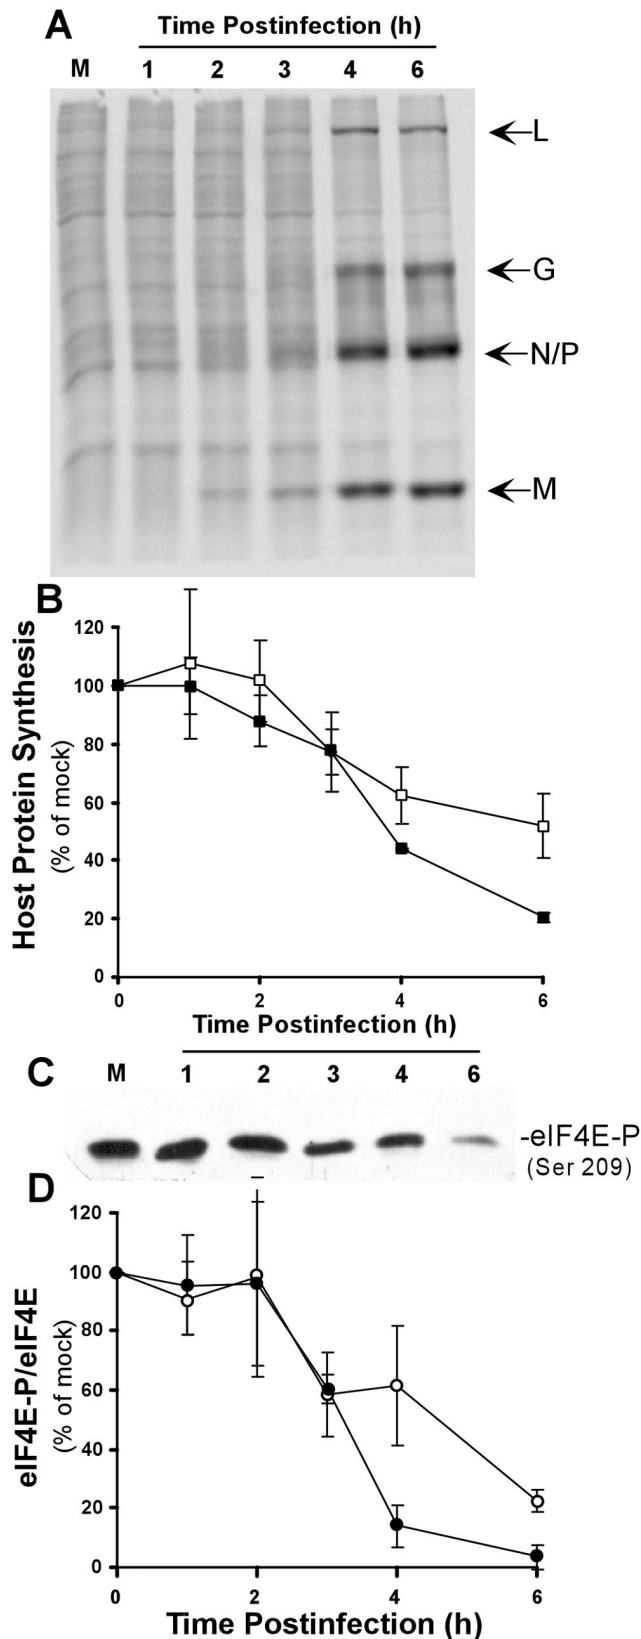 A
Time Postinfection (h)
M 1 2 3 4 6
L
G
N/P
M
B
Host Protein Synthesis
(% of mock)
120
100
80
60
40
20
0
0 2 4 6
Time Postinfection (h)
C
M 1 2 3 4 6
-eIF4E-P
(Ser 209)
D
eIF4E-P/eIF4E
(% of mock)
120
100
80
60
40
20
0
0 2 4 6
Time Postinfection (h)